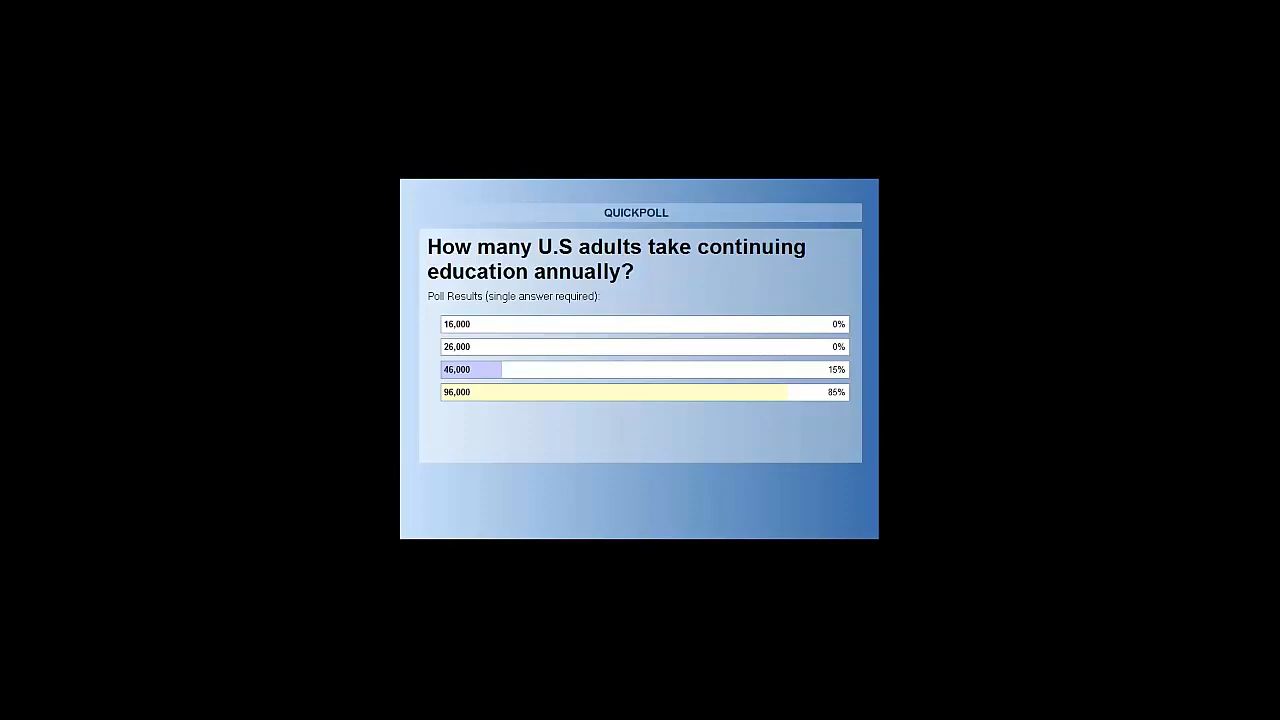 QUICKPOLL
How many U.S adults take continuing
education annually?
Poll Results (single answer required):
16,000 0%
26,000 0%
46,000 15%
96,000 85%